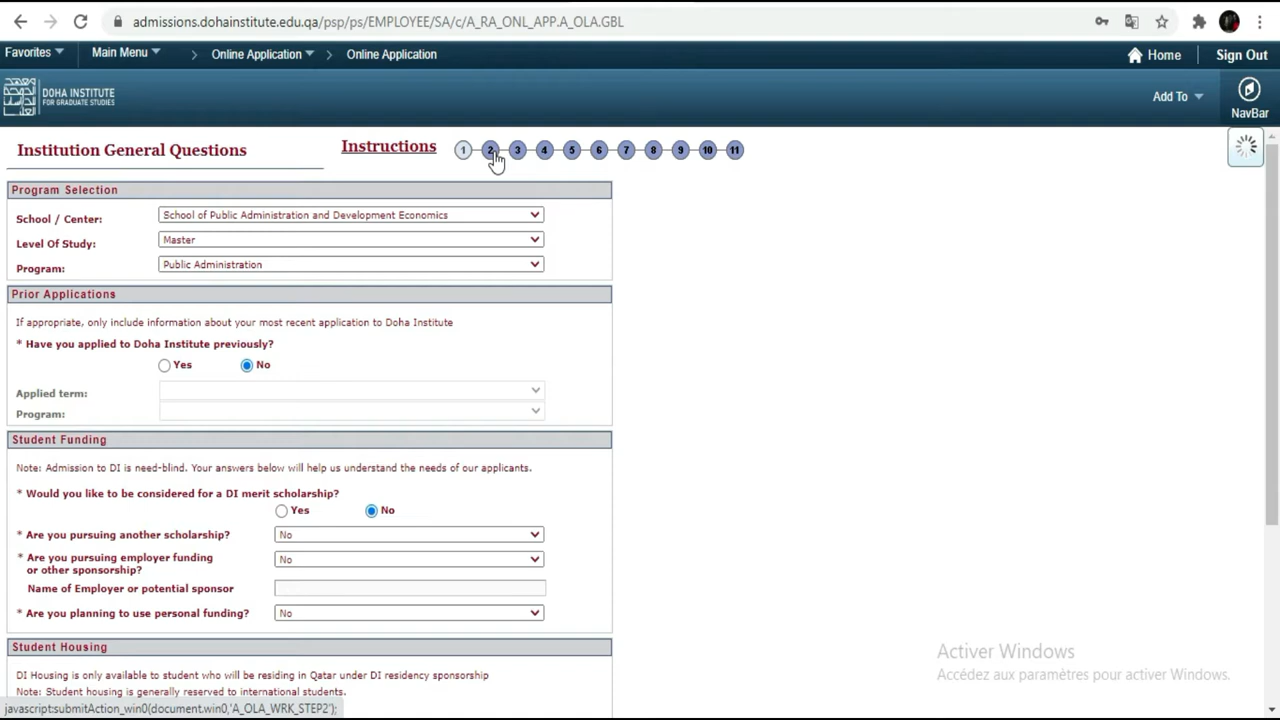 admissions.dohainstitute.edu.qa/psp/ps/EMPLOYEE/SA/c/A_RA_ONL_APP.A_OLA.GBL
Favorites Main Menu > Online Application > Online Application Home Sign Out
DOHA INSTITUTE
FOR GRADUATE STUDIES
Add To
NavBar
Institution General Questions Instructions 1 2 3 4 5 6 7 8 9 10 11
Program Selection
School / Center: School of Public Administration and Development Economics
Level Of Study: Master
Program: Public Administration
Prior Applications
If appropriate, only include information about your most recent application to Doha Institute
* Have you applied to Doha Institute previously?
Yes No
Applied term:
Program:
Student Funding
Note: Admission to DI is need-blind. Your answers below will help us understand the needs of our applicants.
* Would you like to be considered for a DI merit scholarship?
Yes No
* Are you pursuing another scholarship? No
* Are you pursuing employer funding
or other sponsorship? No
Name of Employer or potential sponsor
* Are you planning to use personal funding? No
Student Housing
DI Housing is only available to student who will be residing in Qatar under DI residency sponsorship
Note: Student housing is generally reserved to international students.
javascript:submitAction_win0(document.win0,'A_OLA_WRK_STEP2');
Activer Windows
Accédez aux paramètres pour activer Windows.